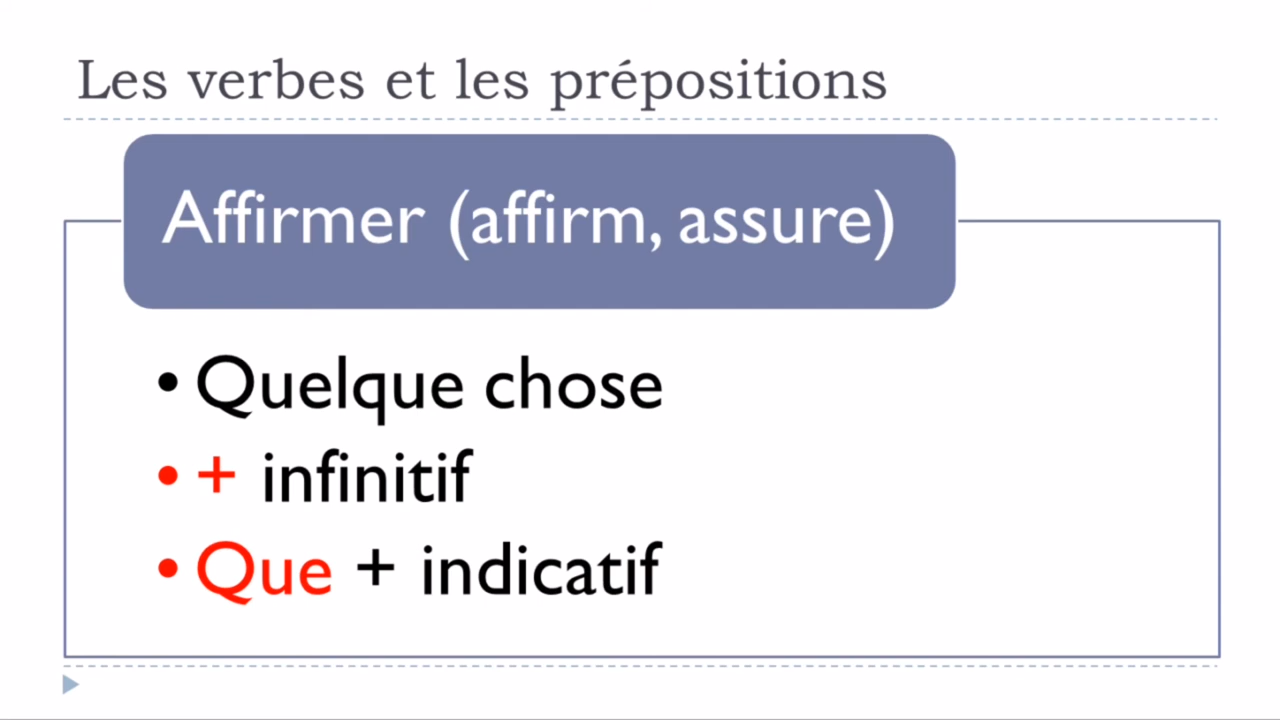 Les verbes et les prépositions
Affirmer (affirm, assure)
• Quelque chose
• + infinitif
• Que + indicatif